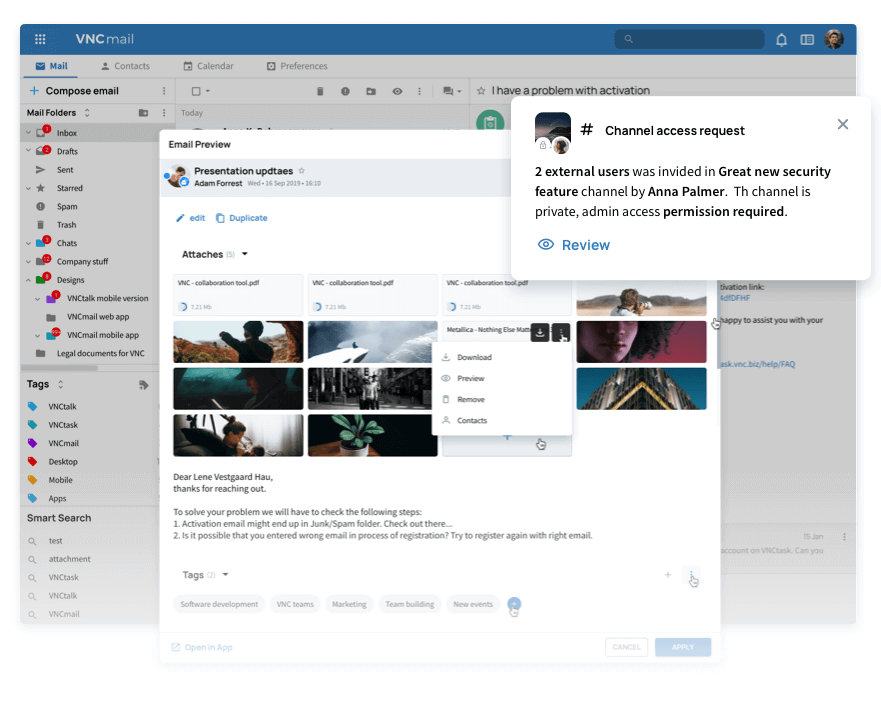 VNCmail
Mail
Contacts
Calendar
Preferences
Compose email
I have a problem with activation
Mail Folders
Today
Inbox
Drafts
Sent
Starred
Spam
Trash
Chats
Company stuff
Designs
VNCtalk mobile version
VNCmail web app
VNCmail mobile app
Legal documents for VNC
Tags
VNCtalk
VNCtask
VNCmail
Desktop
Mobile
Apps
Smart Search
test
attachment
VNCtask
VNCtalk
VNCmail
Email Preview
Presentation updtaes
Adam Forrest Wed • 16 Sep 2019 • 16:10
edit
Duplicate
Attaches (5)
VNC - collaboration tool.pdf
7.21 Mb
VNC - collaboration tool.pdf
7.21 Mb
VNC - collaboration tool.pdf
7.21 Mb
Metallica - Nothing Else Matte
Download
Preview
Remove
Contacts
Dear Lene Vestgaard Hau,
thanks for reaching out.
To solve your problem we will have to check the following steps:
1. Activation email might end up in Junk/Spam folder. Check out there...
2. Is it possible that you entered wrong email in process of registration? Try to register again with right email.
Tags (2)
Software development
VNC teams
Marketing
Team building
New events
Open in App
CANCEL
APPLY
# Channel access request
2 external users was invided in Great new security
feature channel by Anna Palmer. Th channel is
private, admin access permission required.
Review
tivation link:
4dfDFHF
happy to assist you with your
ask.vnc.biz/help/FAQ
15 Jan
account on VNCtask. Can you